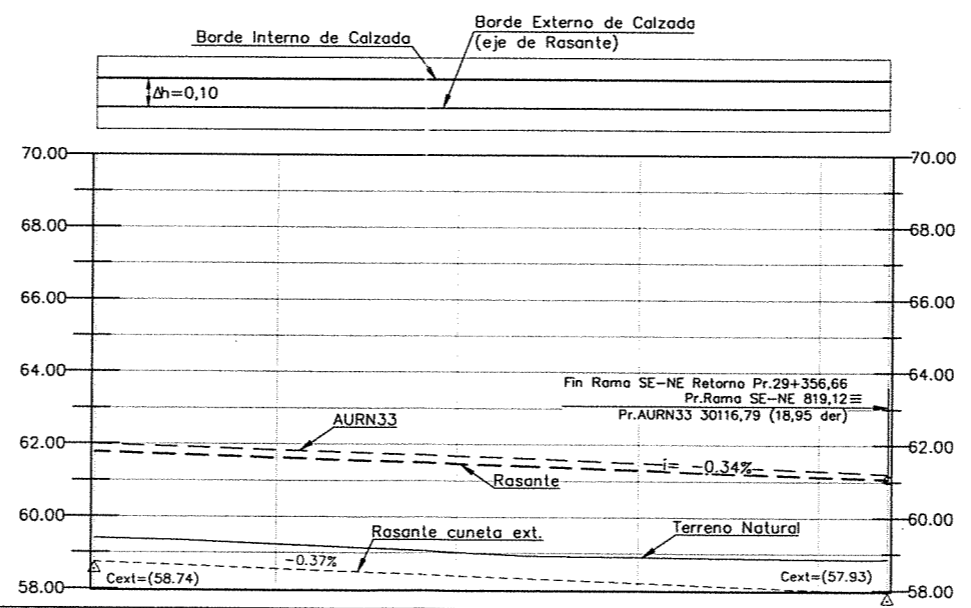 Borde Externo de Calzada
(eje de Rasante)
Borde Interno de Calzada
Δh=0,10
70.00
70.00
68.00
68.00
66.00
66.00
64.00
64.00
Fin Rama SE-NE Retorno Pr.29+356,66
Pr.Rama SE-NE 819,12≡
Pr.AURN33 30116,79 (18,95 der)
AURN33
62.00
62.00
i= -0.34%
Rasante
60.00
60.00
Rasante cuneta ext.
Terreno Natural
-0.37%
Cext=(58.74)
Cext=(57.93)
58.00
58.00